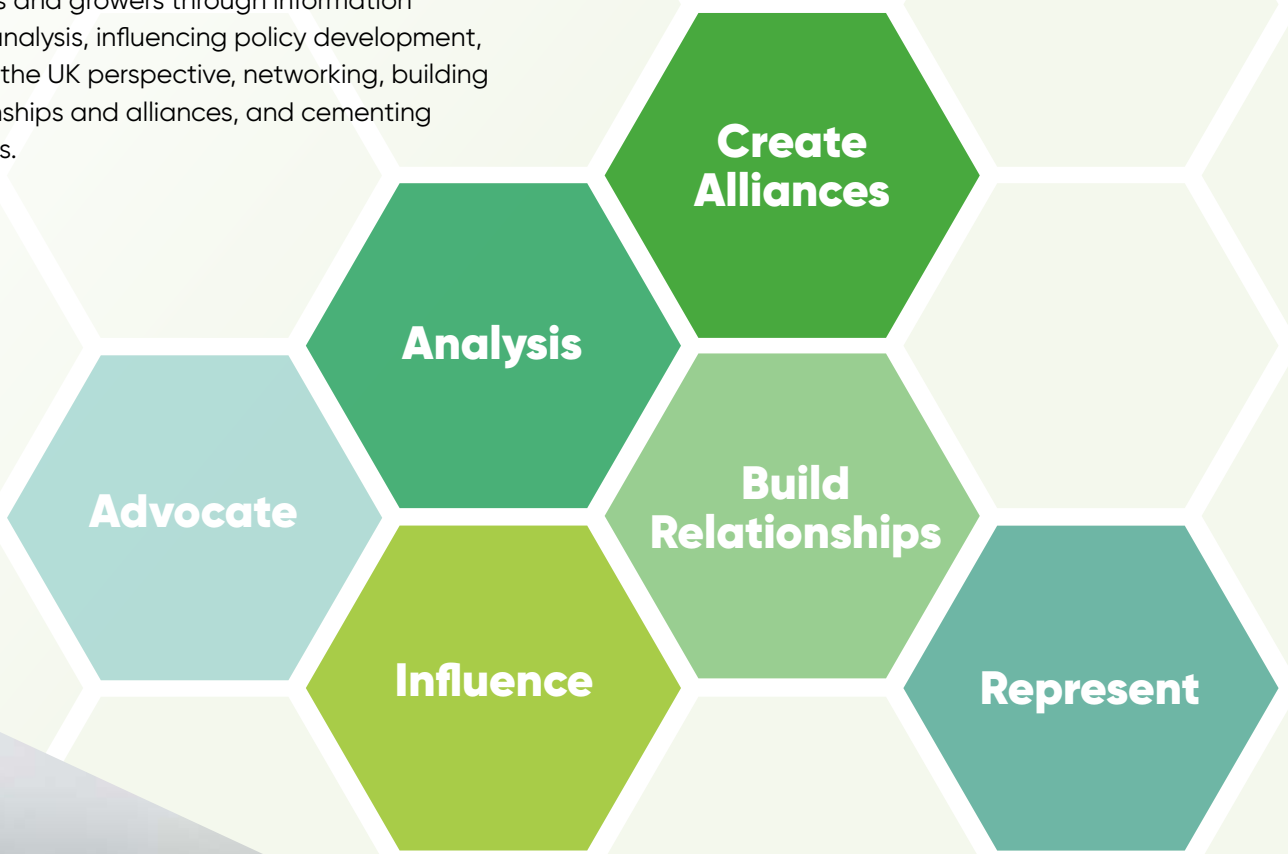 and growers through information
analysis, influencing policy development,
the UK perspective, networking, building
and alliances, and cementing
Create
Alliances
Analysis
Build
Relationships
Advocate
Influence
Represent